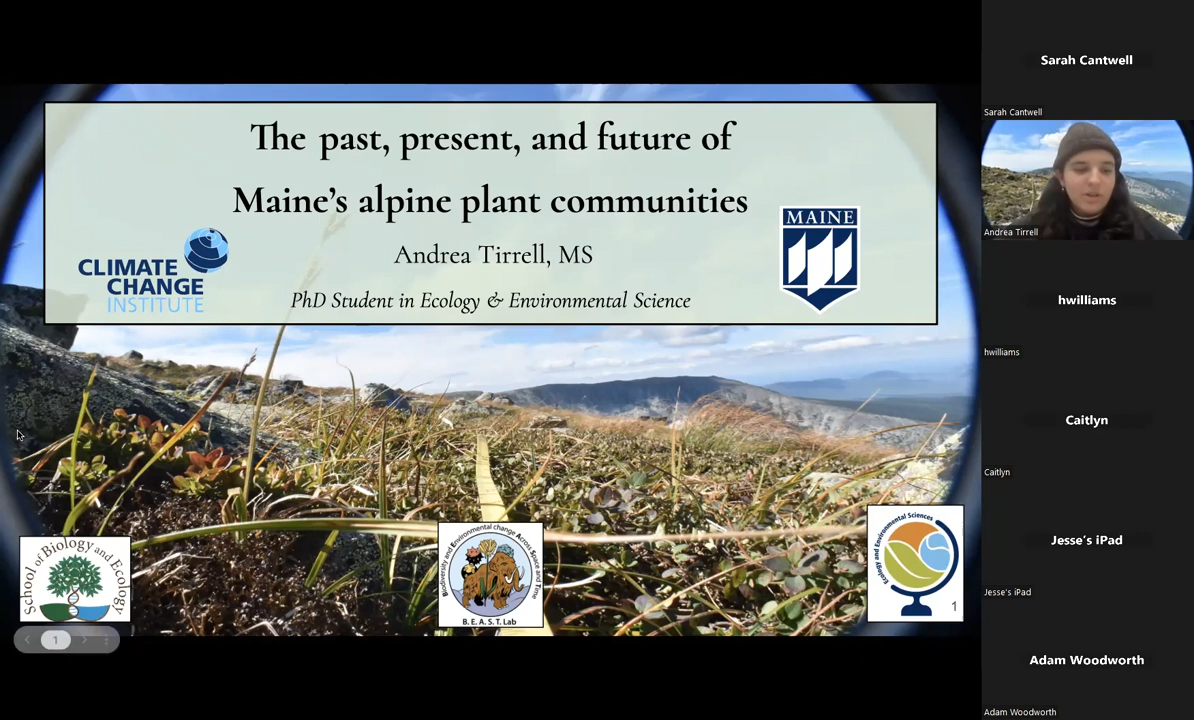 The past, present, and future of
Maine's alpine plant communities
Andrea Tirrell, MS
PhD Student in Ecology & Environmental Science
CLIMATE
CHANGE
INSTITUTE
MAINE
School of Biology and Ecology
Biodiversity and Environmental change Across Space and Time
B.E.A.S.T. Lab
Ecology and Environmental Sciences
1
1
Sarah Cantwell
Sarah Cantwell
Andrea Tirrell
hwilliams
hwilliams
Caitlyn
Caitlyn
Jesse's iPad
Jesse's iPad
Adam Woodworth
Adam Woodworth